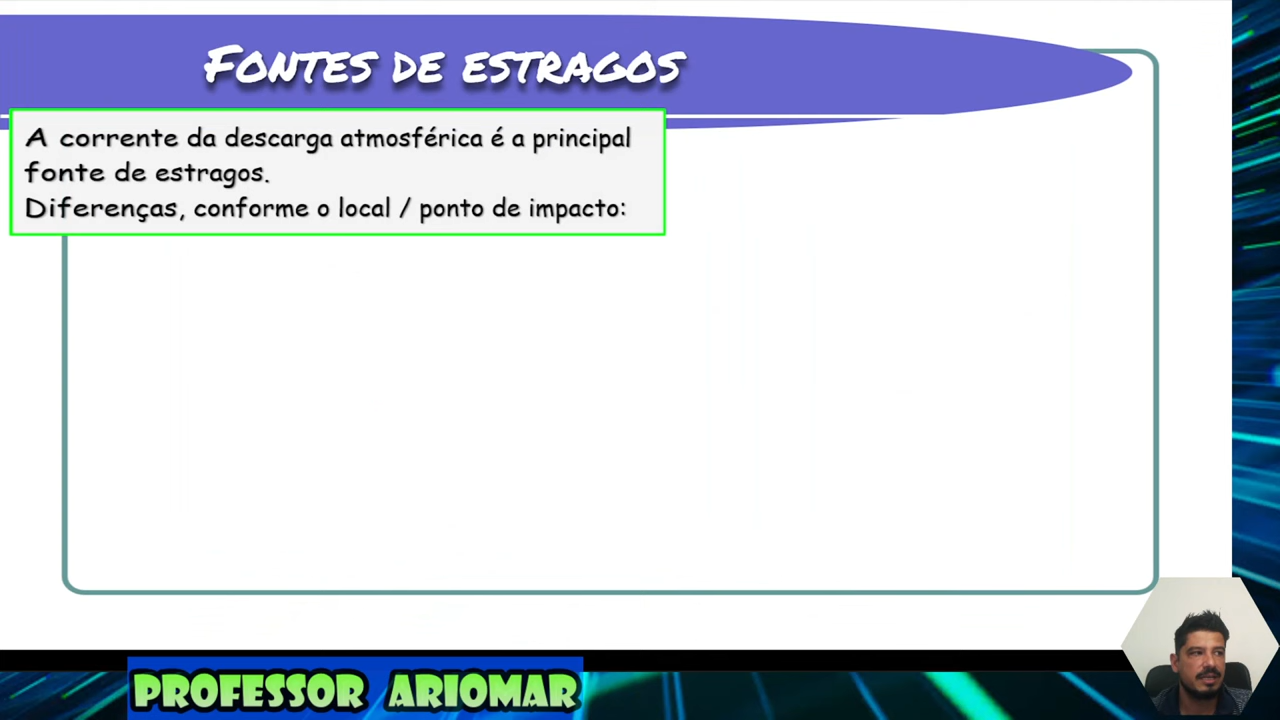 Fontes de estragos
A corrente da descarga atmosférica é a principal
fonte de estragos.
Diferenças, conforme o local / ponto de impacto:
PROFESSOR ARIOMAR